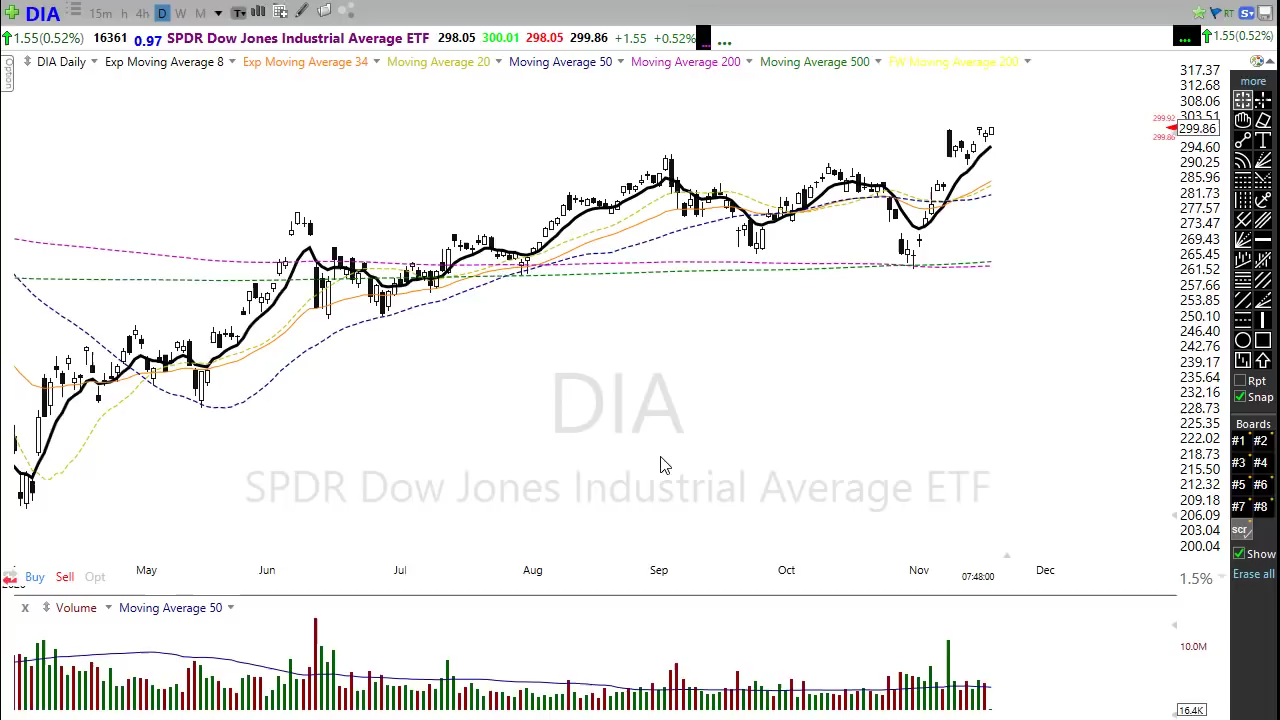 DIA 15m h 4h D W M T RT S
1.55(0.52%) 16361 0.97 SPDR Dow Jones Industrial Average ETF 298.05 300.01 298.05 299.86 +1.55 +0.52% ... ... 1.55(0.52%)
Option
DIA Daily Exp Moving Average 8 Exp Moving Average 34 Moving Average 20 Moving Average 50 Moving Average 200 Moving Average 500 FW Moving Average 200
317.37
more
312.68
308.06
303.51
299.92
299.86
299.86
294.60
290.25
285.96
281.73
277.57
273.47
269.43
265.45
261.52
257.66
253.85
250.10
246.40
242.76
239.17
235.64
232.16
228.73
225.35
222.02
218.73
215.50
212.32
209.18
206.09
203.04
200.04
Rpt
Snap
Boards
#1 #2
#3 #4
#5 #6
#7 #8
scr
Show
Erase all
DIA
SPDR Dow Jones Industrial Average ETF
May Jun Jul Aug Sep Oct Nov Dec
07:48:00
Buy Sell Opt
1.5%
x Volume Moving Average 50
10.0M
16.4K